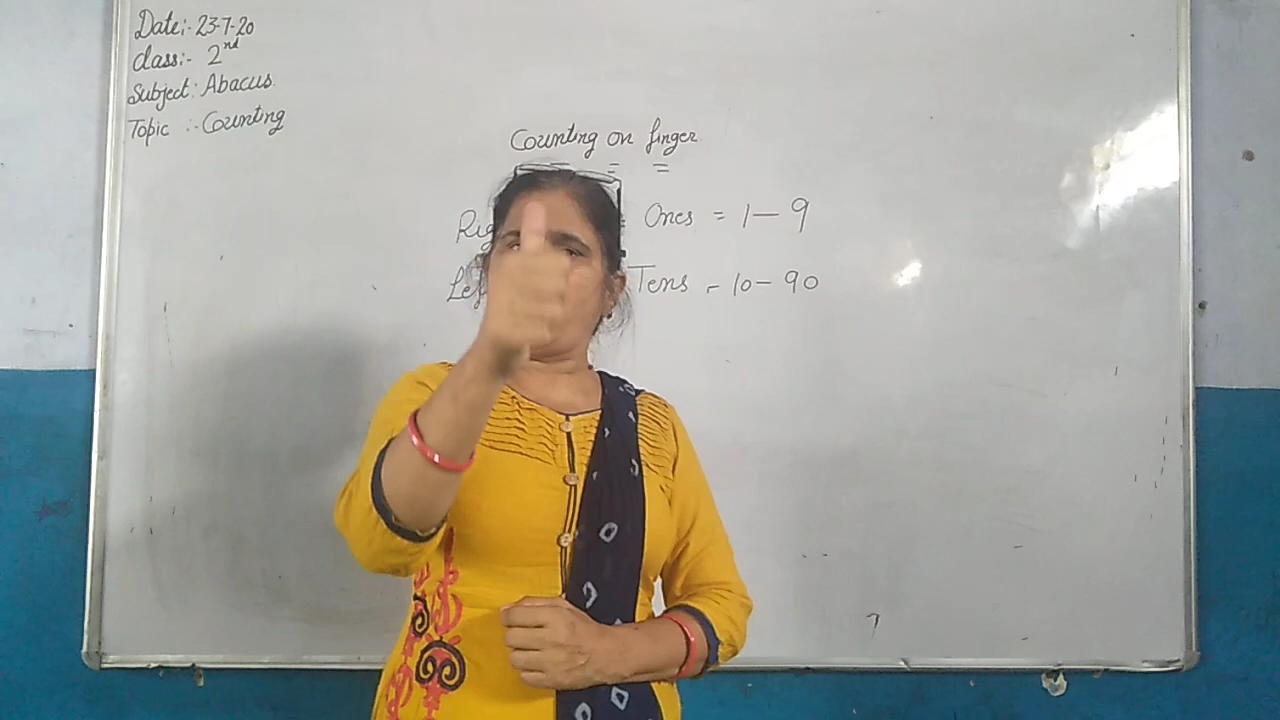 Date:- 23-7-20
Class:- 2nd
Subject: Abacus
Topic :- Counting
Counting on finger
Ones = 1 — 9
Tens - 10 - 90